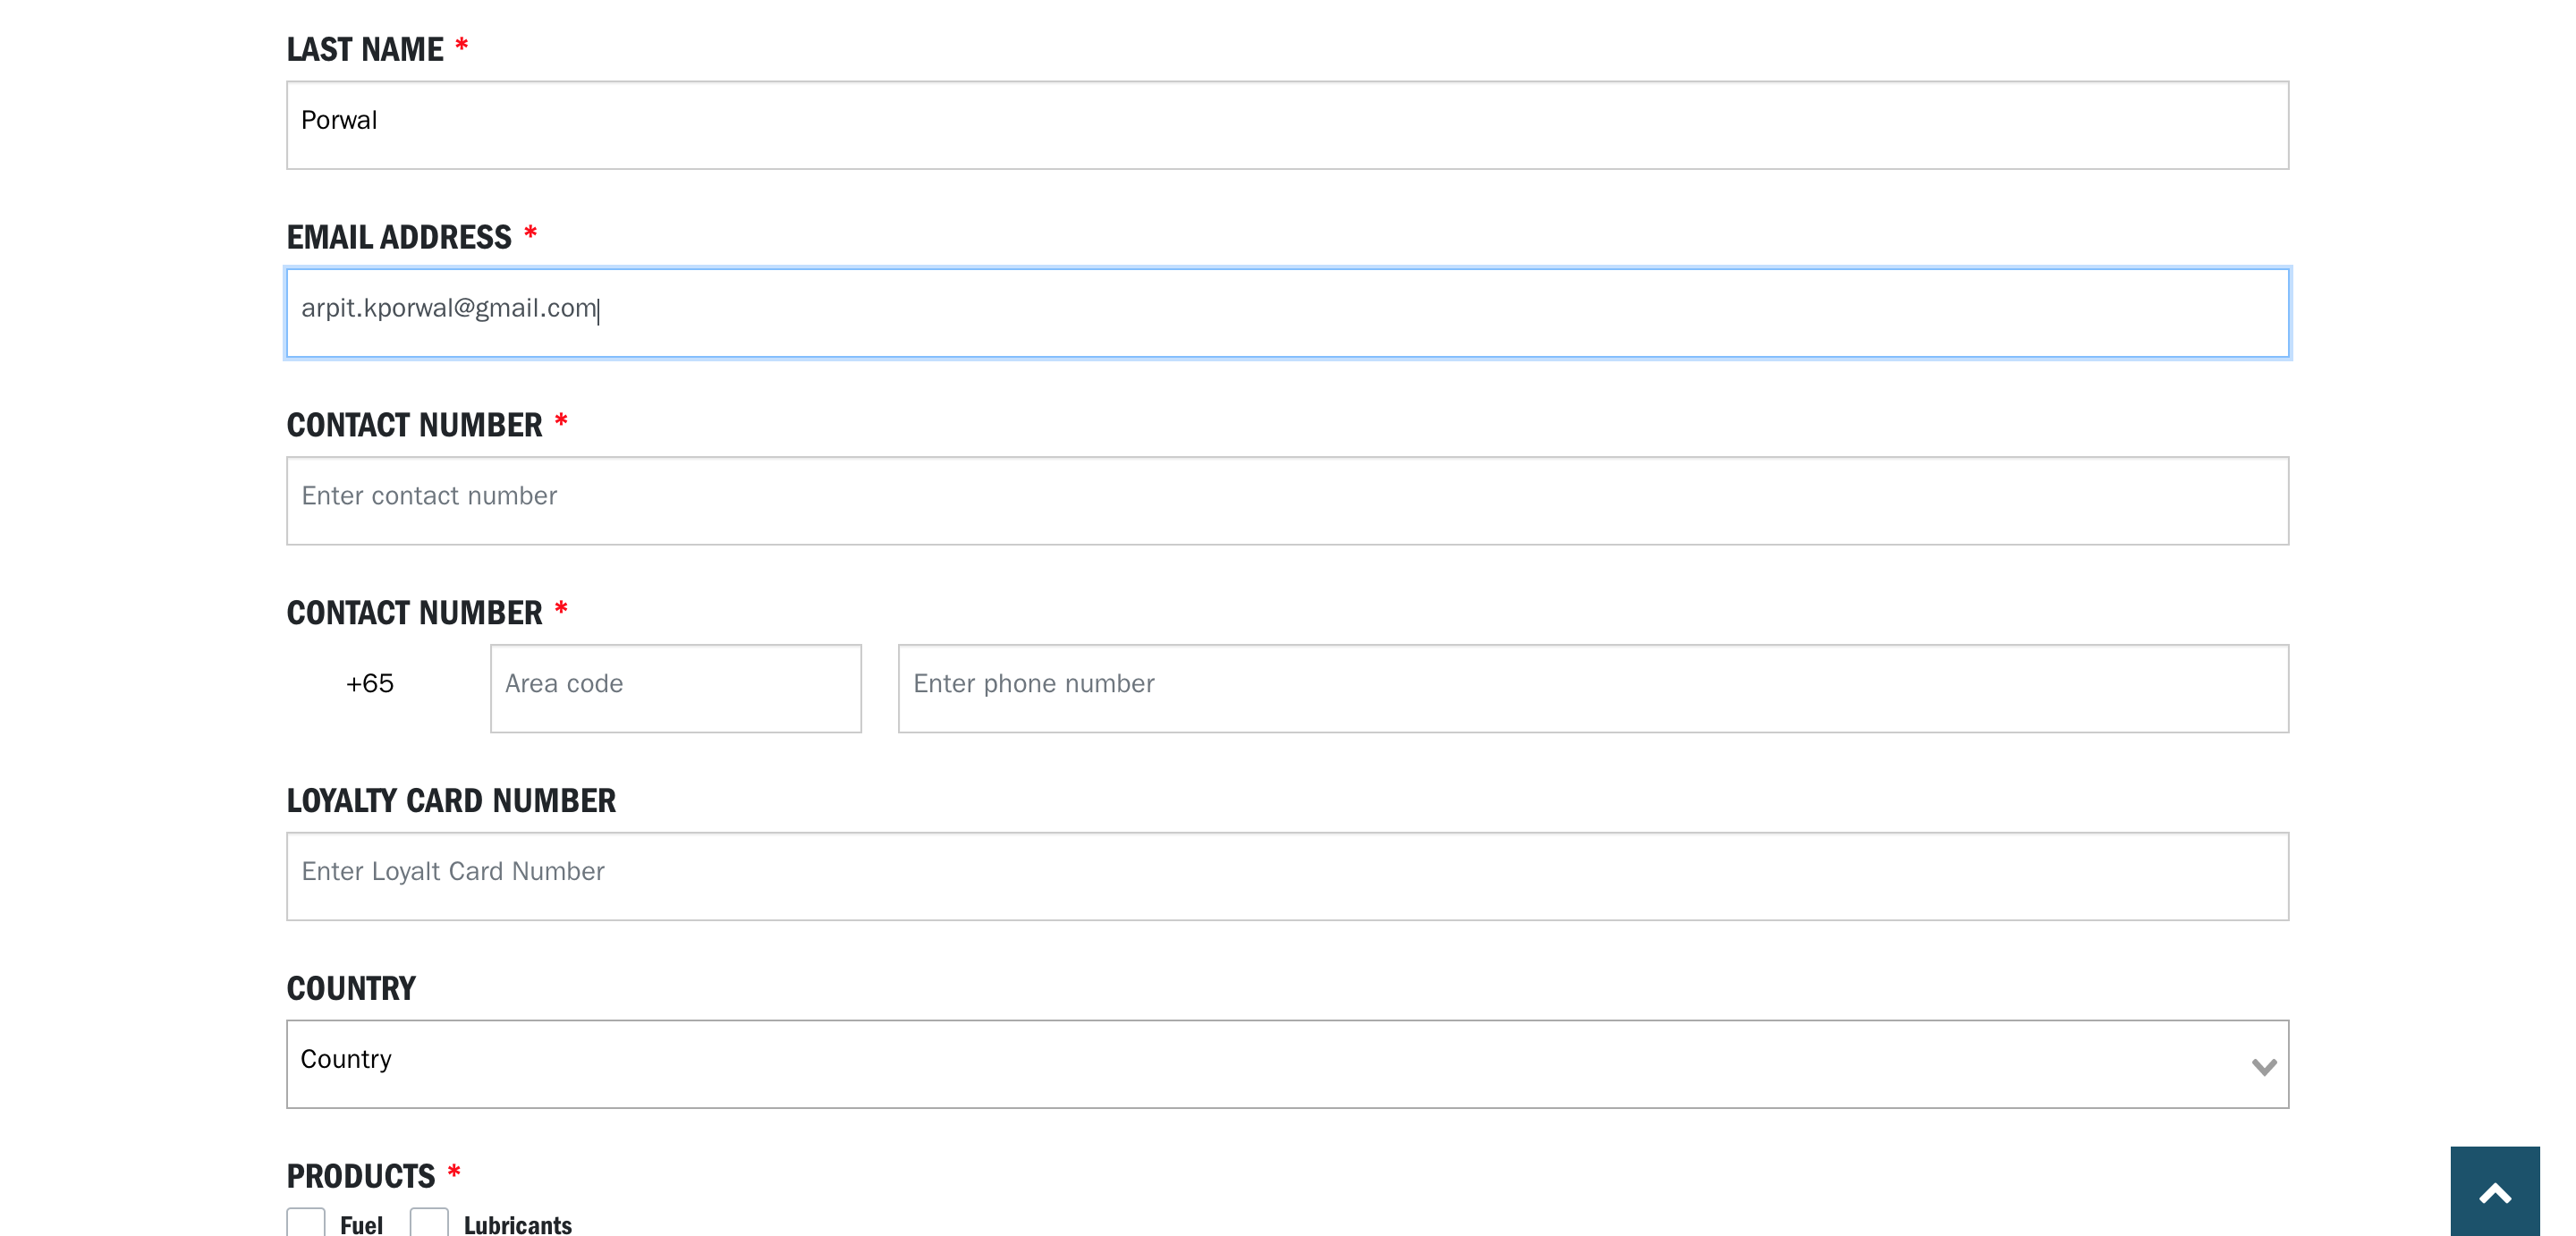 LAST NAME *
Porwal
EMAIL ADDRESS *
arpit.kporwal@gmail.com
CONTACT NUMBER *
Enter contact number
CONTACT NUMBER *
+65 Area code Enter phone number
LOYALTY CARD NUMBER
Enter Loyalt Card Number
COUNTRY
Country
PRODUCTS *
Fuel Lubricants